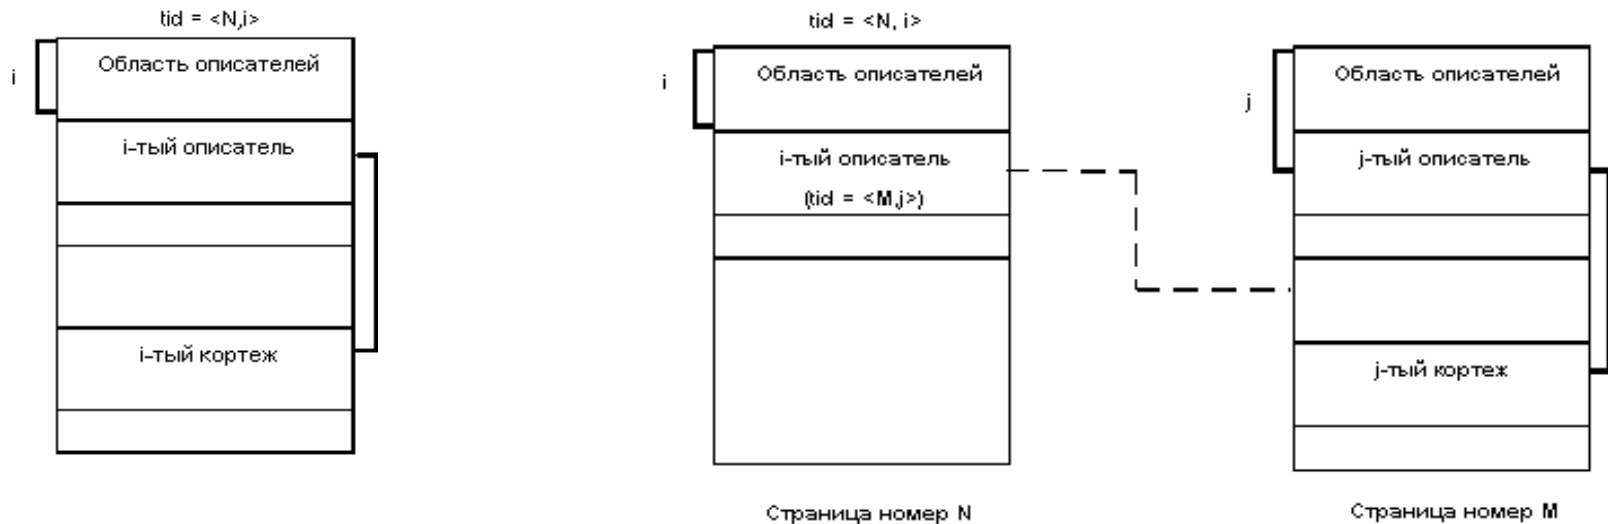 tid = <N,i>
i
Область описателей
i-тый описатель
i-тый кортеж
tid = <N, i>
i
Область описателей
i-тый описатель
(tid = <M,j>)
Страница номер N
j
Область описателей
j-тый описатель
j-тый кортеж
Страница номер M